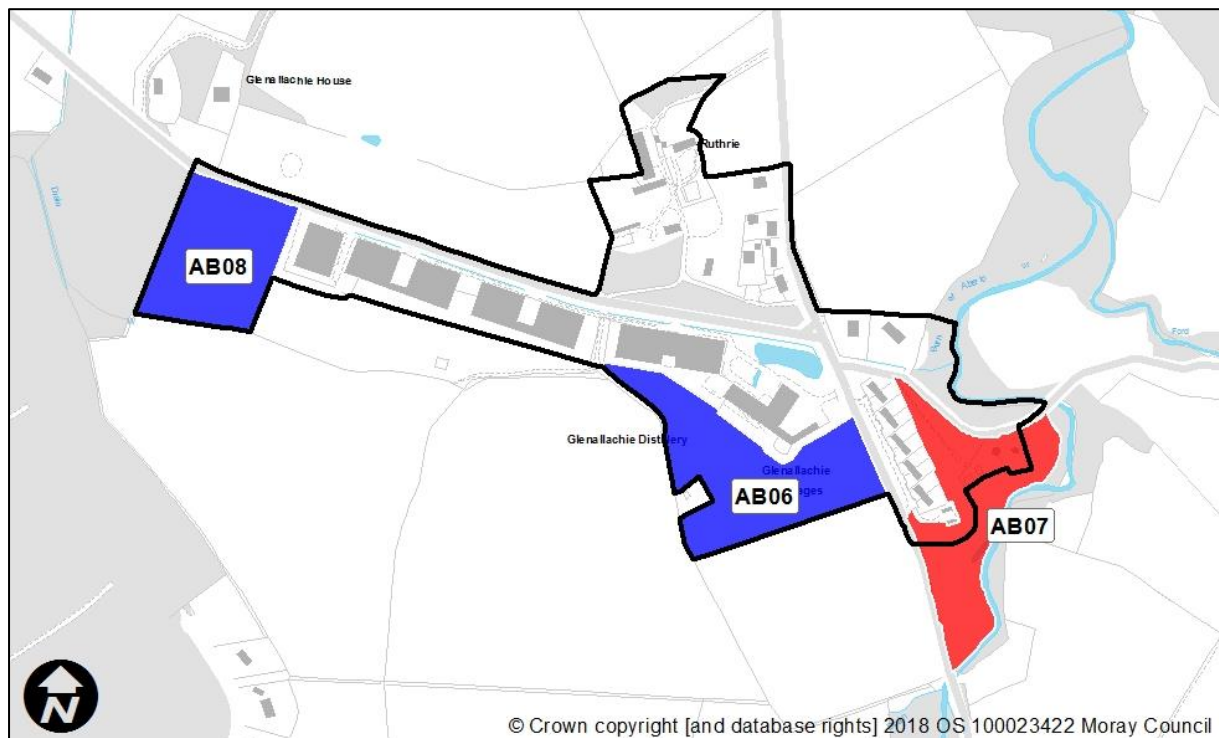 Glenallachie House
Ruthrie
Drain
AB08
Burn
Ford
Glenallachie Distillery
Glenallachie
AB06
AB07
N
© Crown copyright [and database rights] 2018 OS 100023422 Moray Council